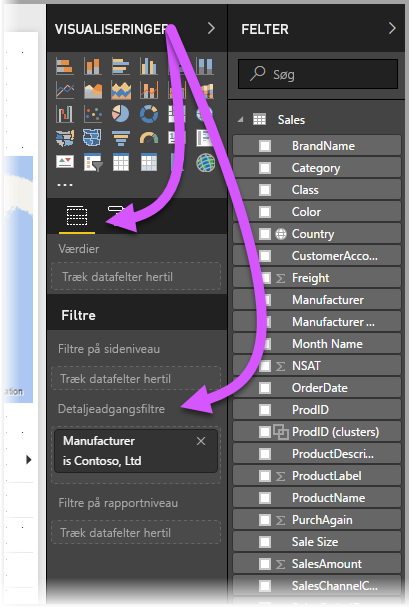 VISUALISERINGER
Værdier
Træk datafelter hertil
Filtre
Filtre på sideniveau
Træk datafelter hertil
Detaljeadgangsfiltre
Manufacturer
is Contoso, Ltd
Filtre på rapportniveau
Træk datafelter hertil
FELTER
Søg
Sales
BrandName
Category
Class
Color
Country
CustomerAcco...
Freight
Manufacturer
Manufacturer ...
Month Name
NSAT
OrderDate
ProdID
ProdID (clusters)
ProductDescri...
ProductLabel
ProductName
PurchAgain
Sale Size
SalesAmount
SalesChannelC...